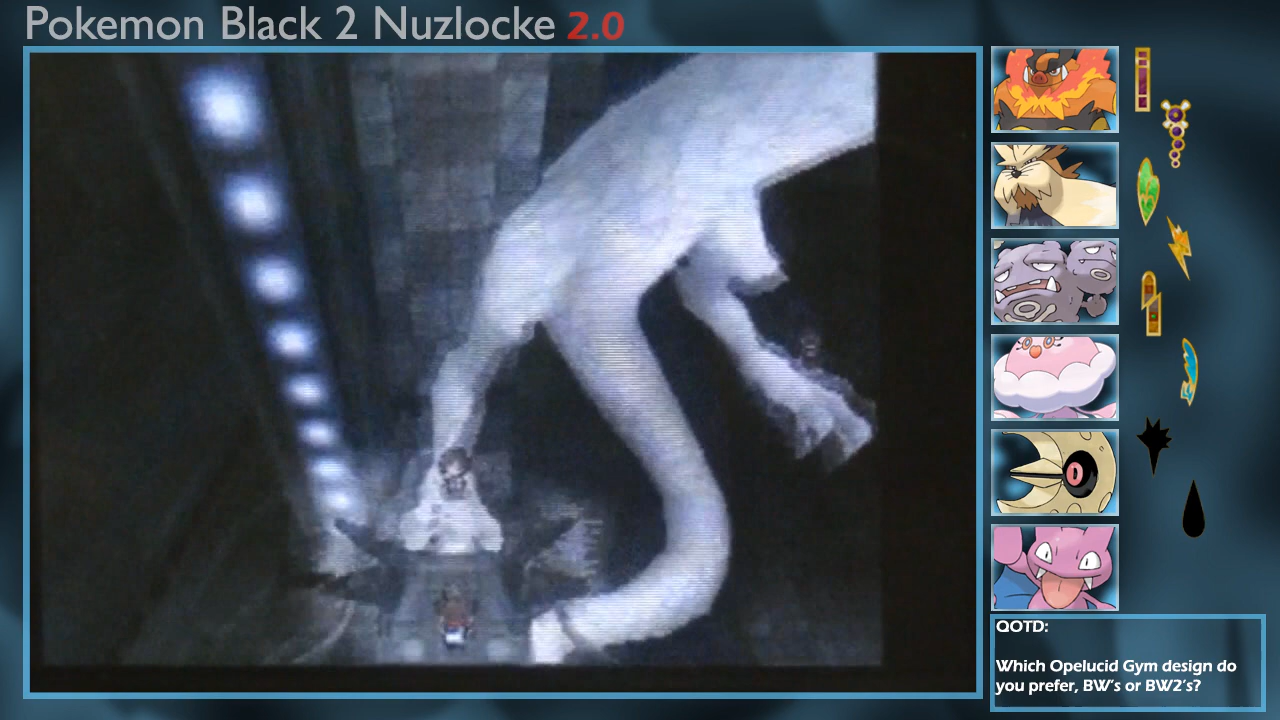 Pokemon Black 2 Nuzlocke 2.0
QOTD:
Which Opelucid Gym design do
you prefer, BW's or BW2's?